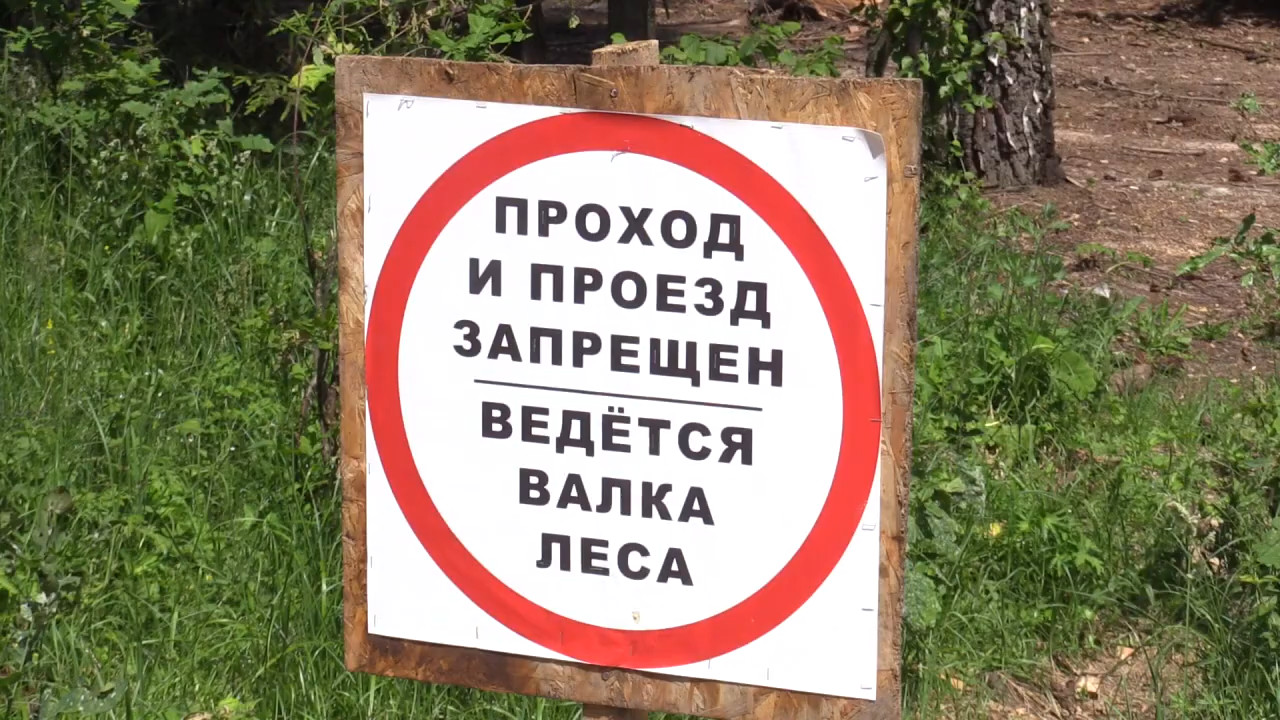 ПРОХОД
И ПРОЕЗД
ЗАПРЕЩЕН
ВЕДЁТСЯ
ВАЛКА
ЛЕСА